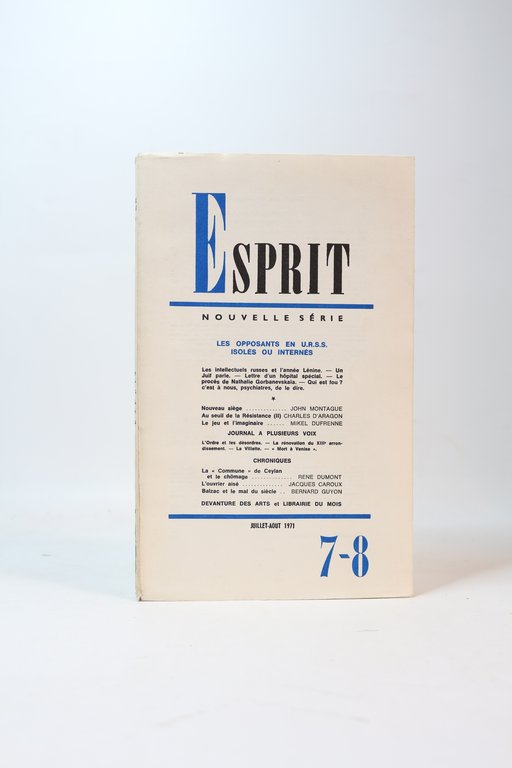 ESPRIT
NOUVELLE SÉRIE
LES OPPOSANTS EN U.R.S.S.
ISOLÉS OU INTERNÉS
Les intellectuels russes et l'année Lénine. — Un
Juif parle. — Lettre d'un hôpital spécial. — Le
procès de Nathalie Gorbanevskaïa. — Qui est fou ?
c'est à nous, psychiatres, de le dire.
*
Nouveau siège .............. JOHN MONTAGUE
Au seuil de la Résistance (II) CHARLES D'ARAGON
Le jeu et l'imaginaire ...... MIKEL DUFRENNE
JOURNAL A PLUSIEURS VOIX
L'Ordre et les désordres. — La rénovation du XIIIe arron-
dissement. — La Villette. — « Mort à Venise ».
CHRONIQUES
La « Commune » de Ceylan
et le chômage .............. RENE DUMONT
L'ouvrier aisé .............. JACQUES CAROUX
Balzac et le mal du siècle .. BERNARD GUYON
DEVANTURE DES ARTS et LIBRAIRIE DU MOIS
JUILLET-AOUT 1971
7-8